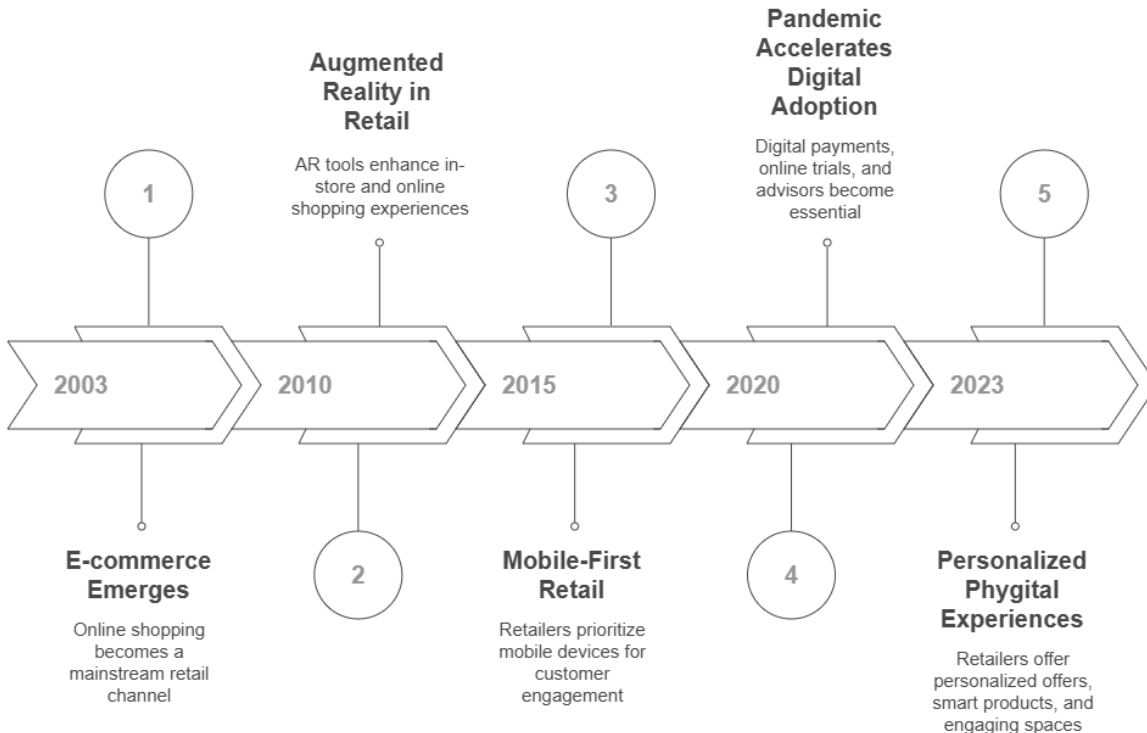 1
2003
E-commerce
Emerges
Online shopping
becomes a
mainstream retail
channel
Augmented
Reality in
Retail
AR tools enhance in-
store and online
shopping experiences
2010
2
3
2015
Mobile-First
Retail
Retailers prioritize
mobile devices for
customer
engagement
Pandemic
Accelerates
Digital
Adoption
Digital payments,
online trials, and
advisors become
essential
2020
4
5
2023
Personalized
Phygital
Experiences
Retailers offer
personalized offers,
smart products, and
engaging spaces